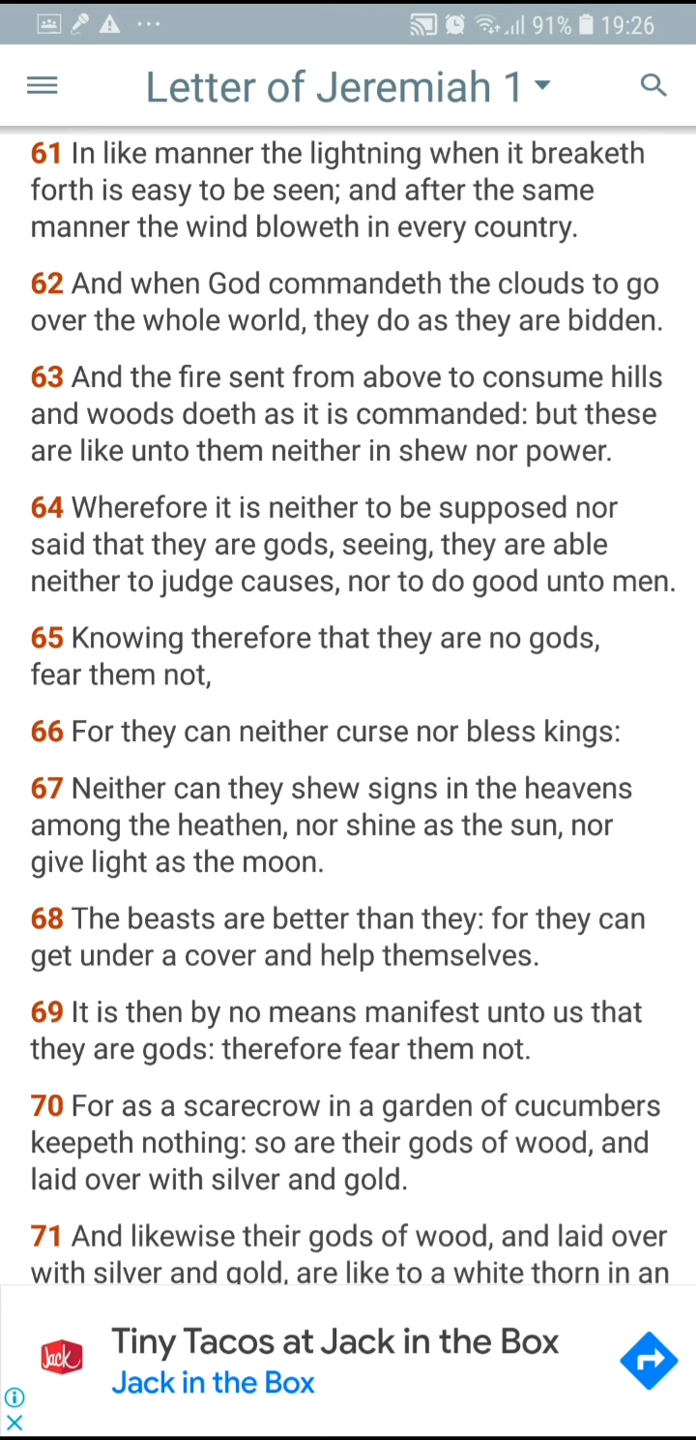 91% 19:26
Letter of Jeremiah 1
61 In like manner the lightning when it breaketh
forth is easy to be seen; and after the same
manner the wind bloweth in every country.
62 And when God commandeth the clouds to go
over the whole world, they do as they are bidden.
63 And the fire sent from above to consume hills
and woods doeth as it is commanded: but these
are like unto them neither in shew nor power.
64 Wherefore it is neither to be supposed nor
said that they are gods, seeing, they are able
neither to judge causes, nor to do good unto men.
65 Knowing therefore that they are no gods,
fear them not,
66 For they can neither curse nor bless kings:
67 Neither can they shew signs in the heavens
among the heathen, nor shine as the sun, nor
give light as the moon.
68 The beasts are better than they: for they can
get under a cover and help themselves.
69 It is then by no means manifest unto us that
they are gods: therefore fear them not.
70 For as a scarecrow in a garden of cucumbers
keepeth nothing: so are their gods of wood, and
laid over with silver and gold.
71 And likewise their gods of wood, and laid over
with silver and gold, are like to a white thorn in an
Jack
Tiny Tacos at Jack in the Box
Jack in the Box